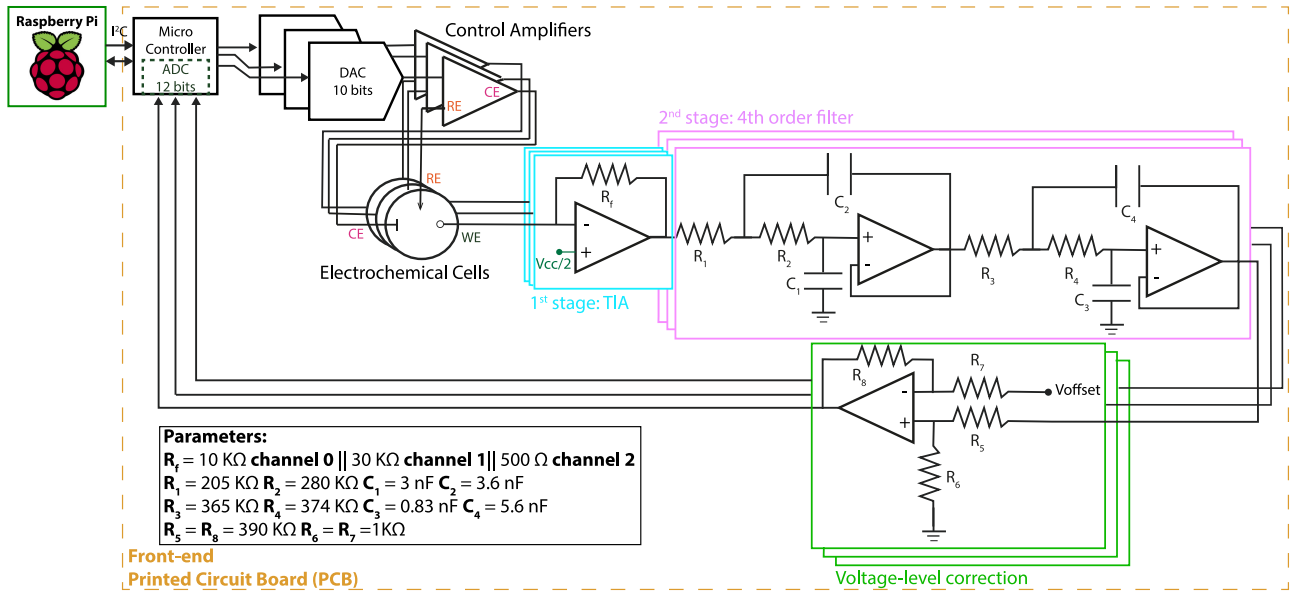 Raspberry Pi
I²C
Micro
Controller
ADC
12 bits
DAC
10 bits
Control Amplifiers
CE
RE
RE
CE
WE
Electrochemical Cells
2ⁿᵈ stage: 4th order filter
R_f
-
+
Vcc/2
1ˢᵗ stage: TIA
R₁
R₂
C₁
C₂
+
-
R₃
R₄
C₃
C₄
+
-
R₈
R₇
Voffset
-
+
R₅
R₆
Voltage-level correction
Parameters:
R_f = 10 KΩ channel 0 || 30 KΩ channel 1|| 500 Ω channel 2
R₁ = 205 KΩ R₂ = 280 KΩ C₁ = 3 nF C₂ = 3.6 nF
R₃ = 365 KΩ R₄ = 374 KΩ C₃ = 0.83 nF C₄ = 5.6 nF
R₅ = R₈ = 390 KΩ R₆ = R₇ =1KΩ
Front-end
Printed Circuit Board (PCB)